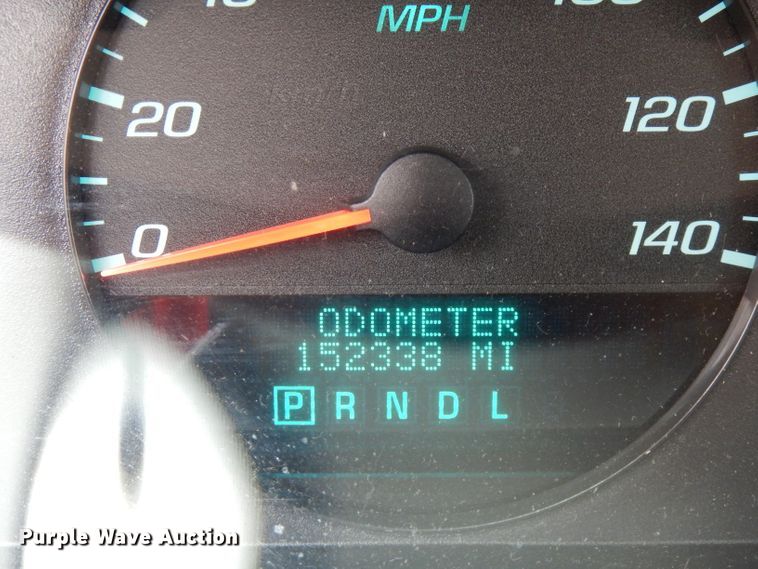 MPH
20
120
0
140
ODOMETER
152338 MI
P R N D L
Purple Wave Auction